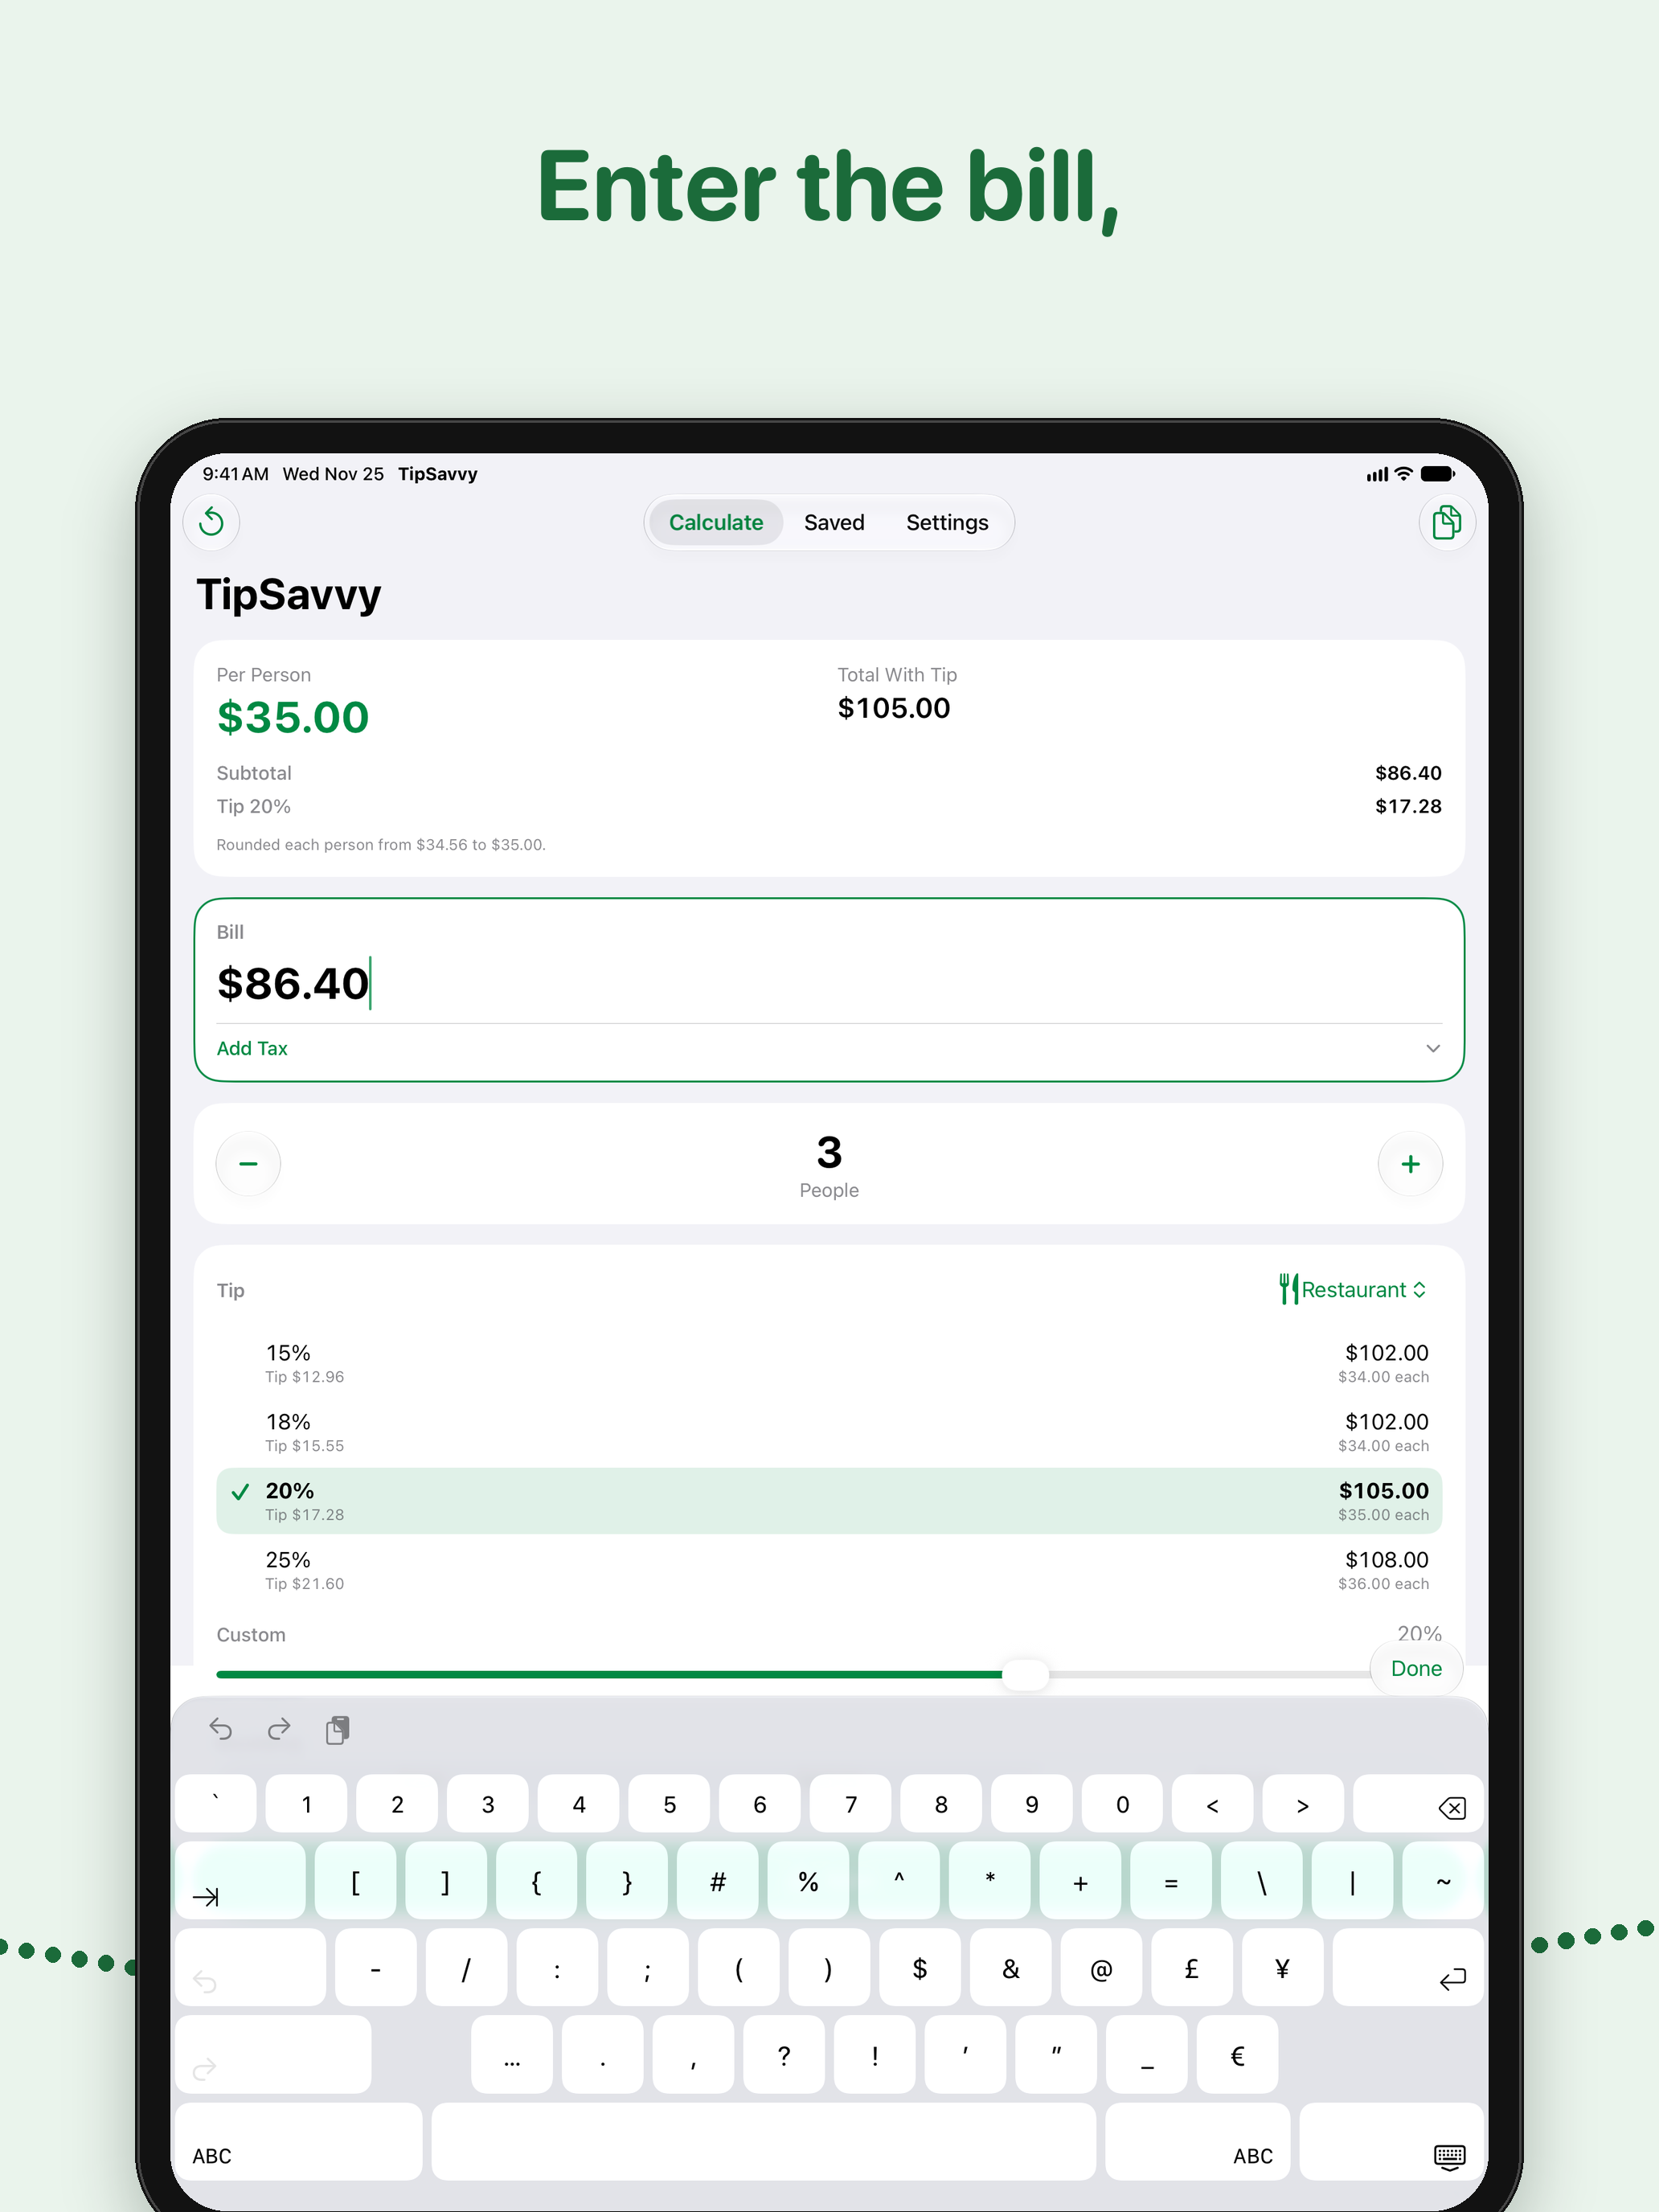 Enter the bill,
9:41 AM Wed Nov 25 TipSavvy
Calculate Saved Settings
TipSavvy
Per Person Total With Tip
$35.00 $105.00
Subtotal $86.40
Tip 20% $17.28
Rounded each person from $34.56 to $35.00.
Bill
$86.40
Add Tax
3
People
Tip Restaurant
15% $102.00
Tip $12.96 $34.00 each
18% $102.00
Tip $15.55 $34.00 each
20% $105.00
Tip $17.28 $35.00 each
25% $108.00
Tip $21.60 $36.00 each
Custom 20%
Done
` 1 2 3 4 5 6 7 8 9 0 < >
[ ] { } # % ^ * + = \ | ~
- / : ; ( ) $ & @ £ ¥
… . , ? ! ' " _ €
ABC ABC